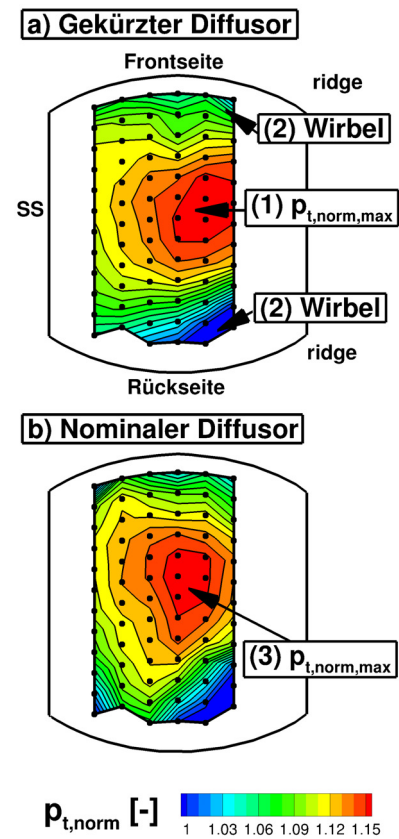 a) Gekürzter Diffusor
Frontseite
ridge
(2) Wirbel
SS
(1) pt,norm,max
(2) Wirbel
ridge
Rückseite
b) Nominaler Diffusor
(3) pt,norm,max
pt,norm [-]
1 1.03 1.06 1.09 1.12 1.15